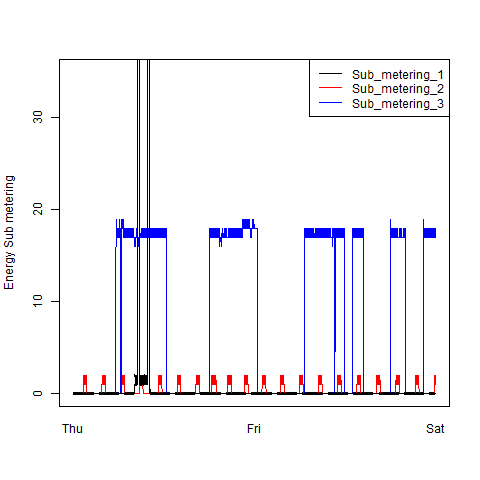 Sub_metering_1
Sub_metering_2
Sub_metering_3
Energy Sub metering
30
20
10
0
Thu
Fri
Sat